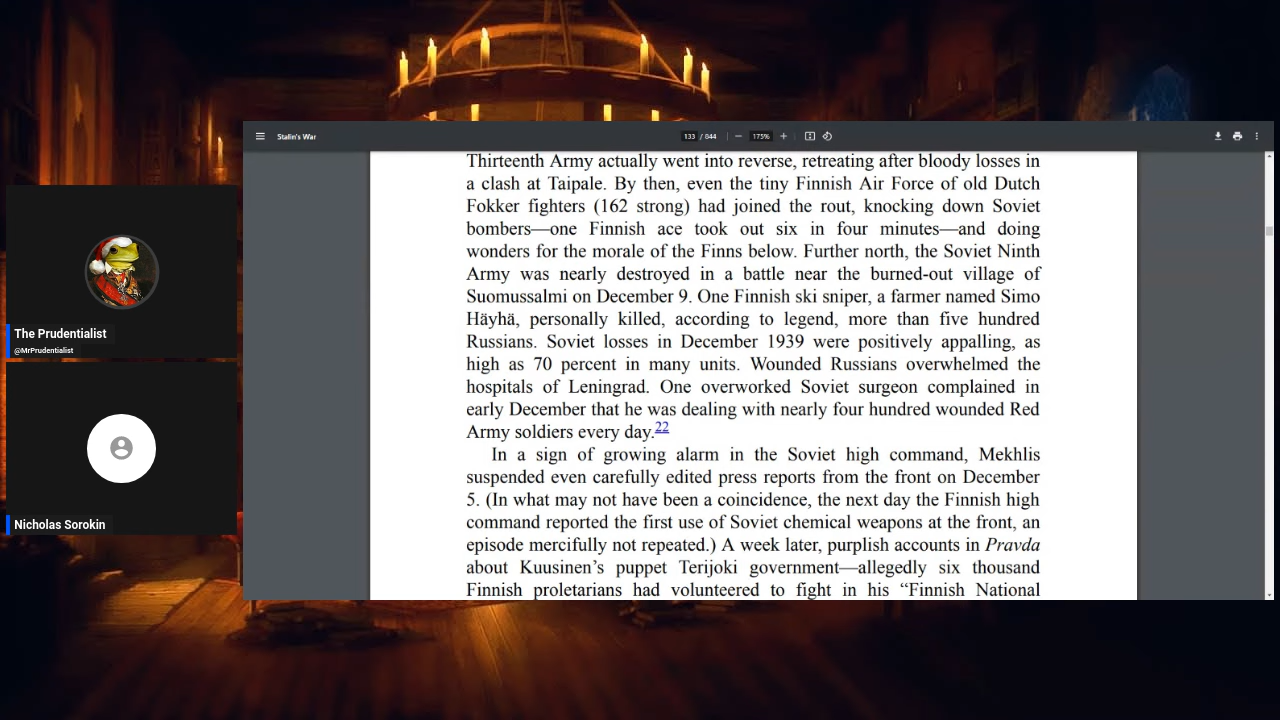 Stalin's War
133 / 844
175%
Thirteenth Army actually went into reverse, retreating after bloody losses in
a clash at Taipale. By then, even the tiny Finnish Air Force of old Dutch
Fokker fighters (162 strong) had joined the rout, knocking down Soviet
bombers—one Finnish ace took out six in four minutes—and doing
wonders for the morale of the Finns below. Further north, the Soviet Ninth
Army was nearly destroyed in a battle near the burned-out village of
Suomussalmi on December 9. One Finnish ski sniper, a farmer named Simo
Häyhä, personally killed, according to legend, more than five hundred
Russians. Soviet losses in December 1939 were positively appalling, as
high as 70 percent in many units. Wounded Russians overwhelmed the
hospitals of Leningrad. One overworked Soviet surgeon complained in
early December that he was dealing with nearly four hundred wounded Red
Army soldiers every day.22
In a sign of growing alarm in the Soviet high command, Mekhlis
suspended even carefully edited press reports from the front on December
5. (In what may not have been a coincidence, the next day the Finnish high
command reported the first use of Soviet chemical weapons at the front, an
episode mercifully not repeated.) A week later, purplish accounts in Pravda
about Kuusinen's puppet Terijoki government—allegedly six thousand
Finnish proletarians had volunteered to fight in his “Finnish National
The Prudentialist
@MrPrudentialist
Nicholas Sorokin